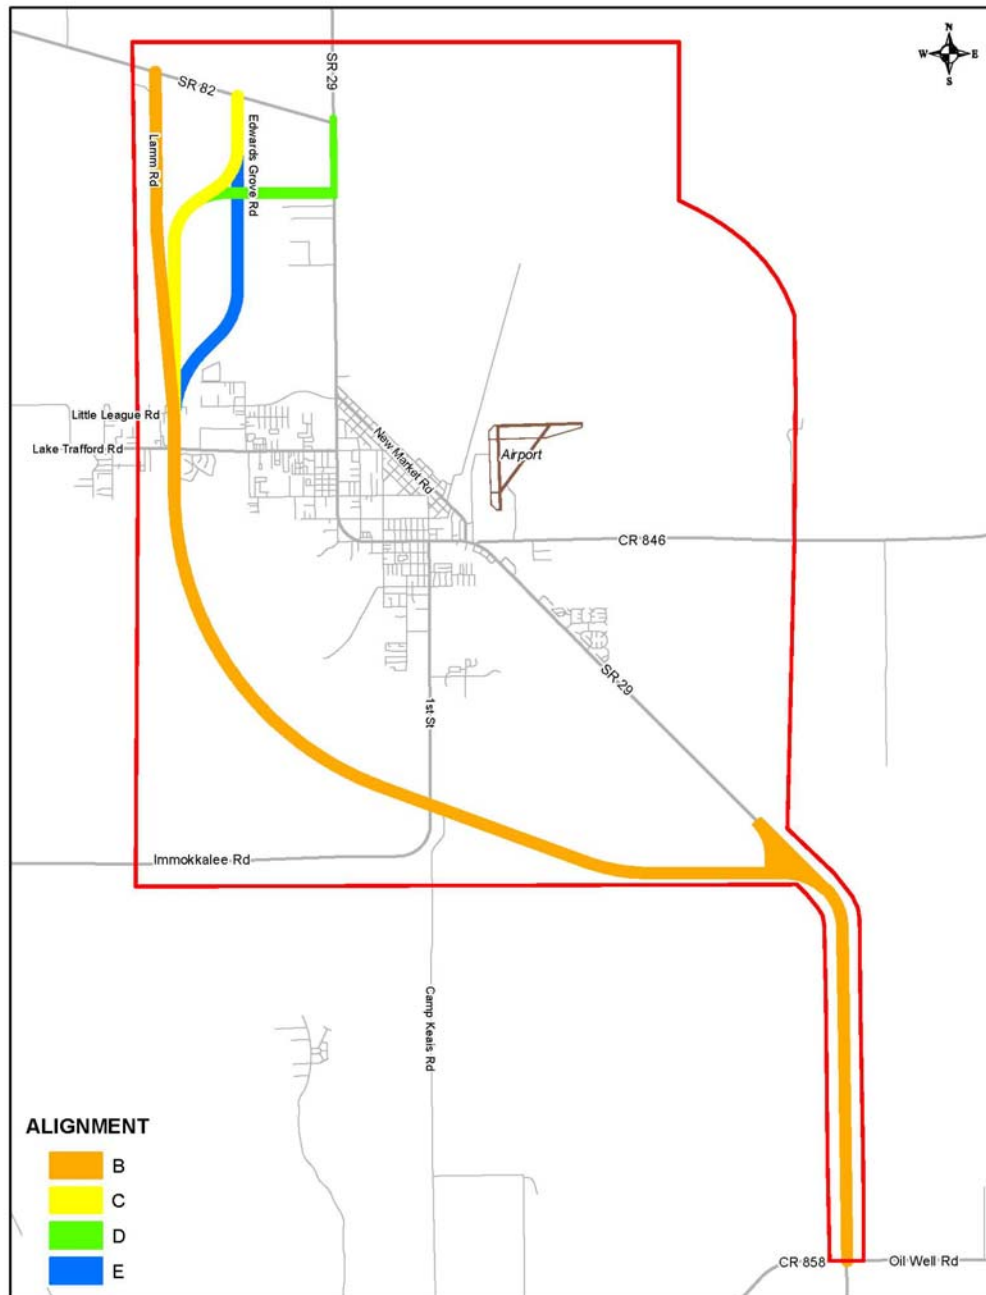 N
W E
S
SR 29
SR 82
Lamm Rd
Edwards Grove Rd
Little League Rd
Lake Trafford Rd
New Market Rd
Airport
CR 846
SR 29
1st St
Immokkalee Rd
Camp Keais Rd
ALIGNMENT
B
C
D
E
CR 858
Oil Well Rd